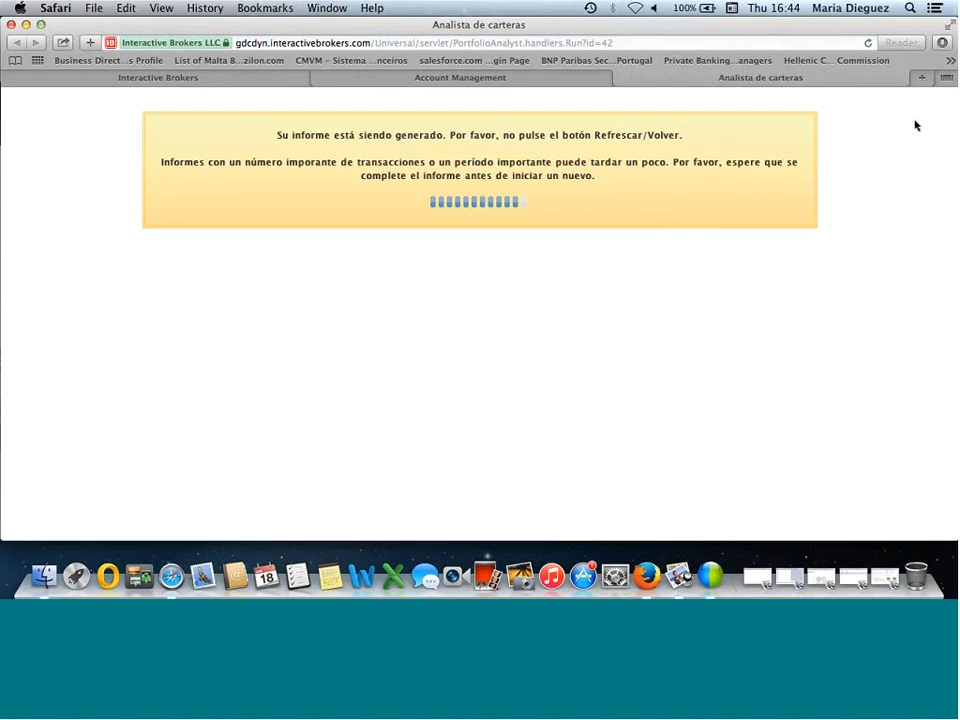 Safari File Edit View History Bookmarks Window Help 100% Thu 16:44 Maria Dieguez
Analista de carteras
Interactive Brokers LLC gdcdyn.interactivebrokers.com/Universal/servlet/PortfolioAnalyst.handlers.Run?id=42 Reader
Business Direct...s Profile List of Malta B...zilon.com CMVM - Sistema ...nceiros salesforce.com ...gin Page BNP Paribas Sec...Portugal Private Banking...anagers Hellenic C... Commission
Interactive Brokers Account Management Analista de carteras
Su informe está siendo generado. Por favor, no pulse el botón Refrescar/Volver.
Informes con un número imporante de transacciones o un período importante puede tardar un poco. Por favor, espere que se
complete el informe antes de iniciar un nuevo.
18